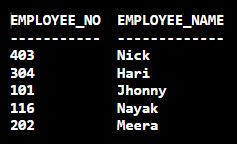 EMPLOYEE_NO  EMPLOYEE_NAME
-----------  -------------
403          Nick
304          Hari
101          Jhonny
116          Nayak
202          Meera